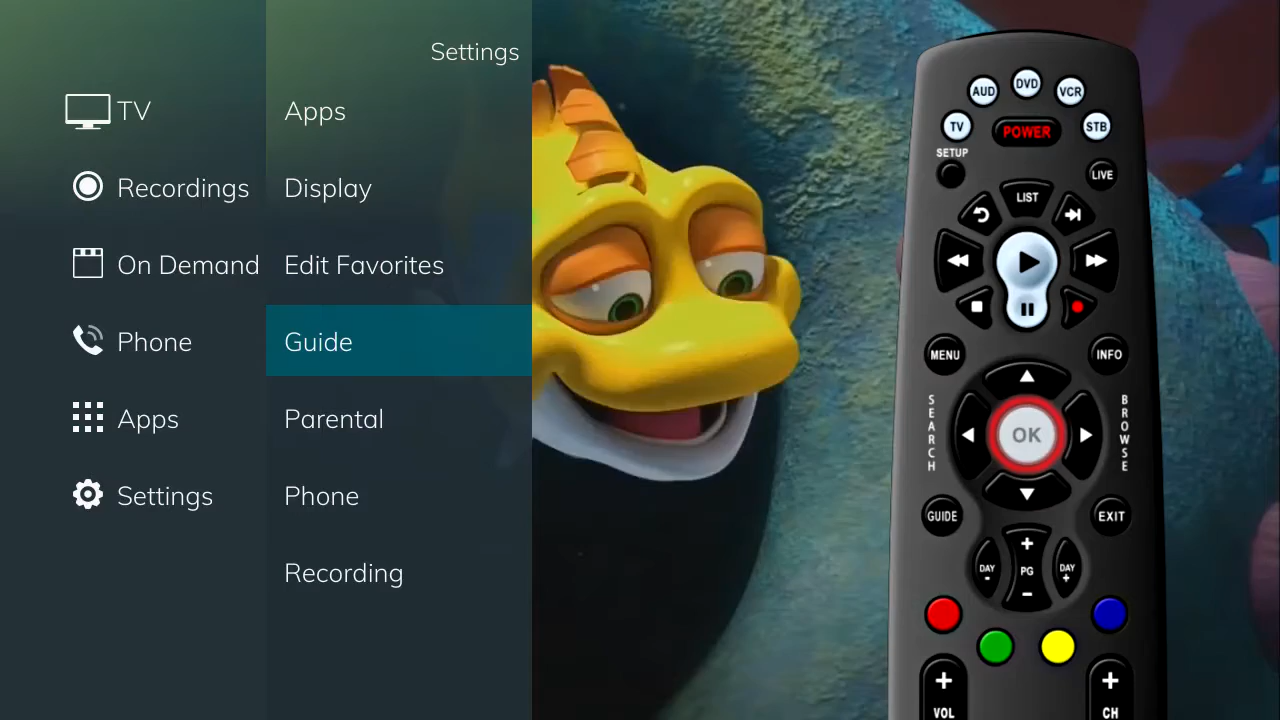 Settings
TV
Recordings
On Demand
Phone
Apps
Settings
Apps
Display
Edit Favorites
Guide
Parental
Phone
Recording
AUD
DVD
VCR
TV
POWER
STB
SETUP
LIVE
LIST
MENU
INFO
SEARCH
OK
BROWSE
GUIDE
EXIT
+
DAY -
PG
DAY +
-
+
VOL
+
CH